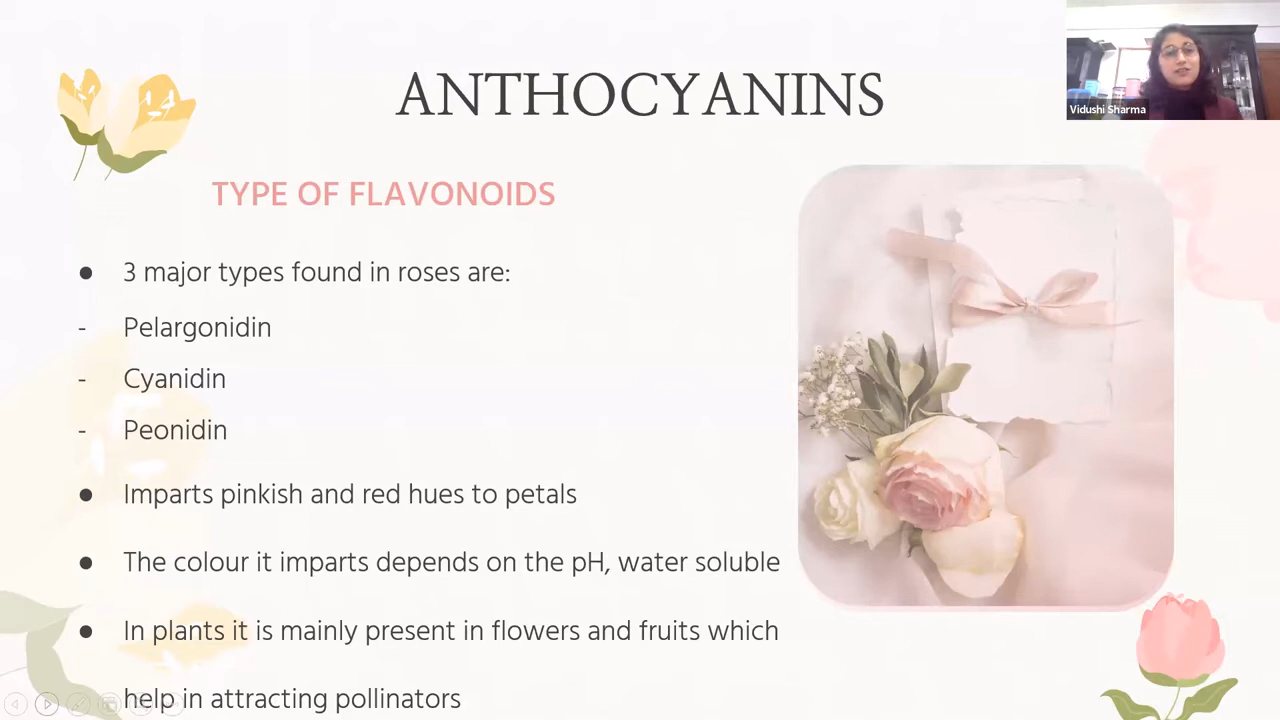 ANTHOCYANINS
Vidushi Sharma
TYPE OF FLAVONOIDS
● 3 major types found in roses are:
- Pelargonidin
- Cyanidin
- Peonidin
● Imparts pinkish and red hues to petals
● The colour it imparts depends on the pH, water soluble
● In plants it is mainly present in flowers and fruits which
help in attracting pollinators